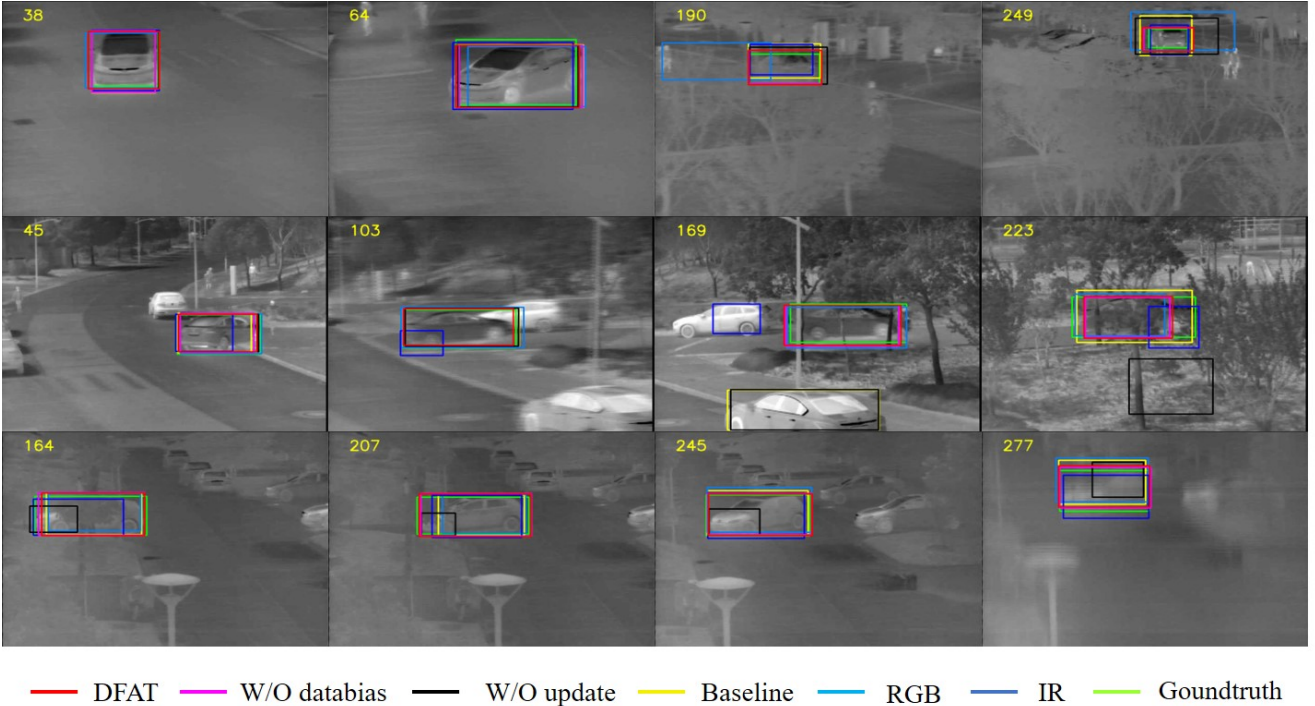 38 64 190 249
45 103 169 223
164 207 245 277
DFAT W/O databias W/O update Baseline RGB IR Goundtruth